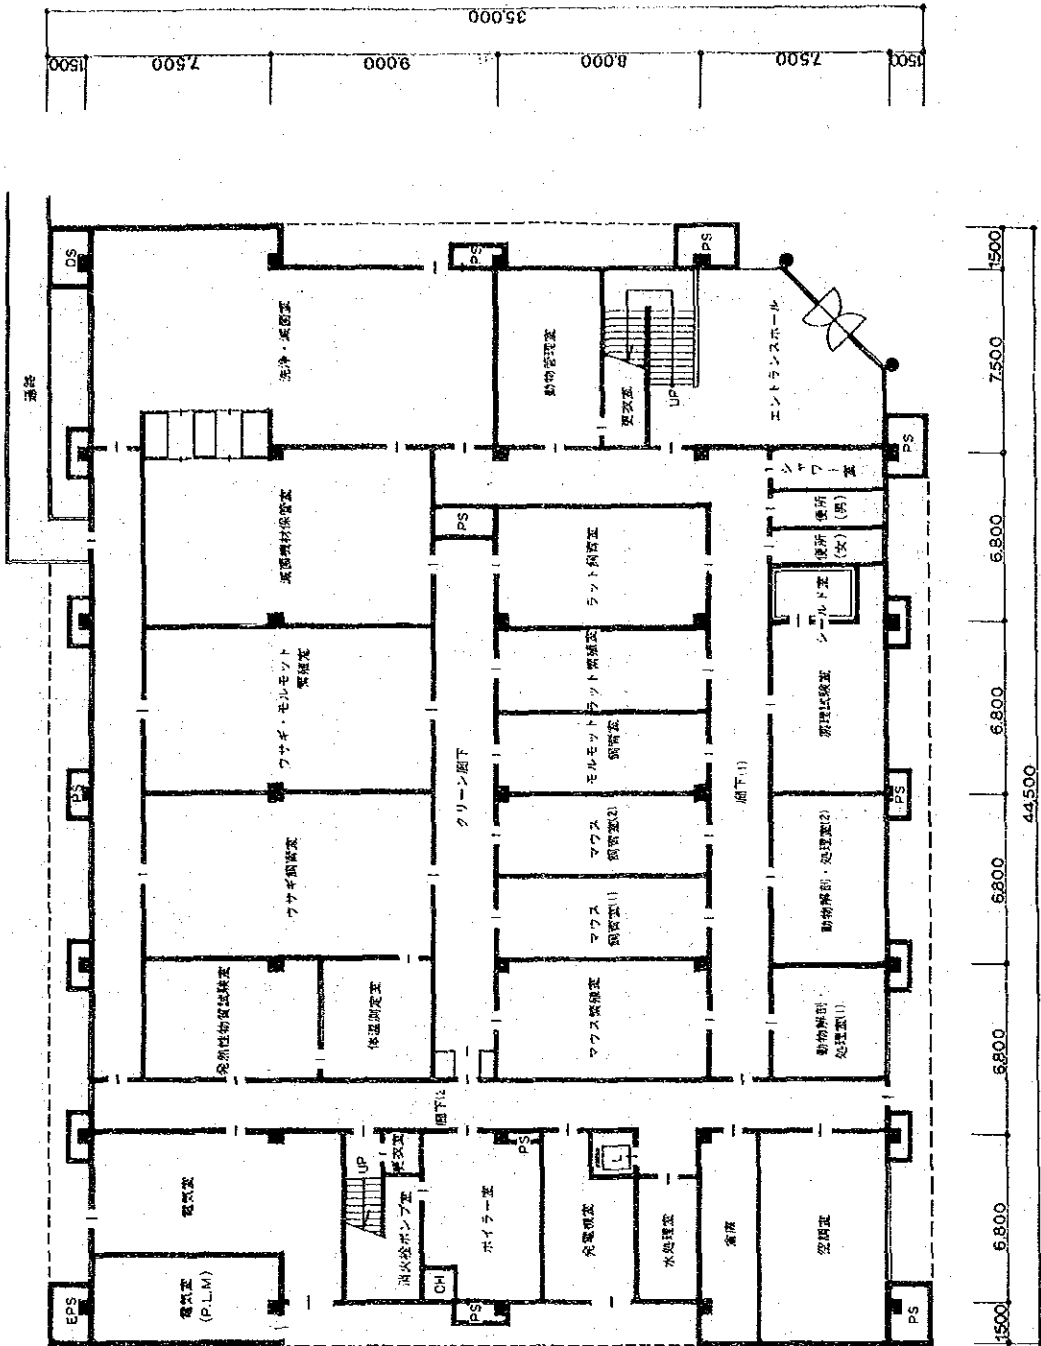 35,000
1500
7,500
9,000
8,000
7,500
1500
通路
DS
PS
PS
洗浄・滅菌室
動物管理室
更衣室
UP
エントランスホール
PS
シャワー室
便所
(男)
便所
(女)
シールド室
滅菌機材保管室
PS
ラット飼育室
ウサギ・モルモット
繁殖室
ラット繁殖室
モルモット
飼育室
薬理試験室
クリーン廊下
廊下(1)
PS
PS
ウサギ飼育室
マウス
飼育室(2)
マウス
飼育室(1)
動物解剖・処理室(2)
発熱性物質試験室
体温測定室
マウス繁殖室
動物解剖・
処理室(1)
廊下(2)
電気室
UP
更衣室
PS
L
消火栓ポンプ室
ボイラー室
発電機室
水処理室
倉庫
空調室
電気室
(P.L.M)
CH
EPS
PS
PS
1500
7,500
6,800
6,800
6,800
6,800
6,800
1500
44,500